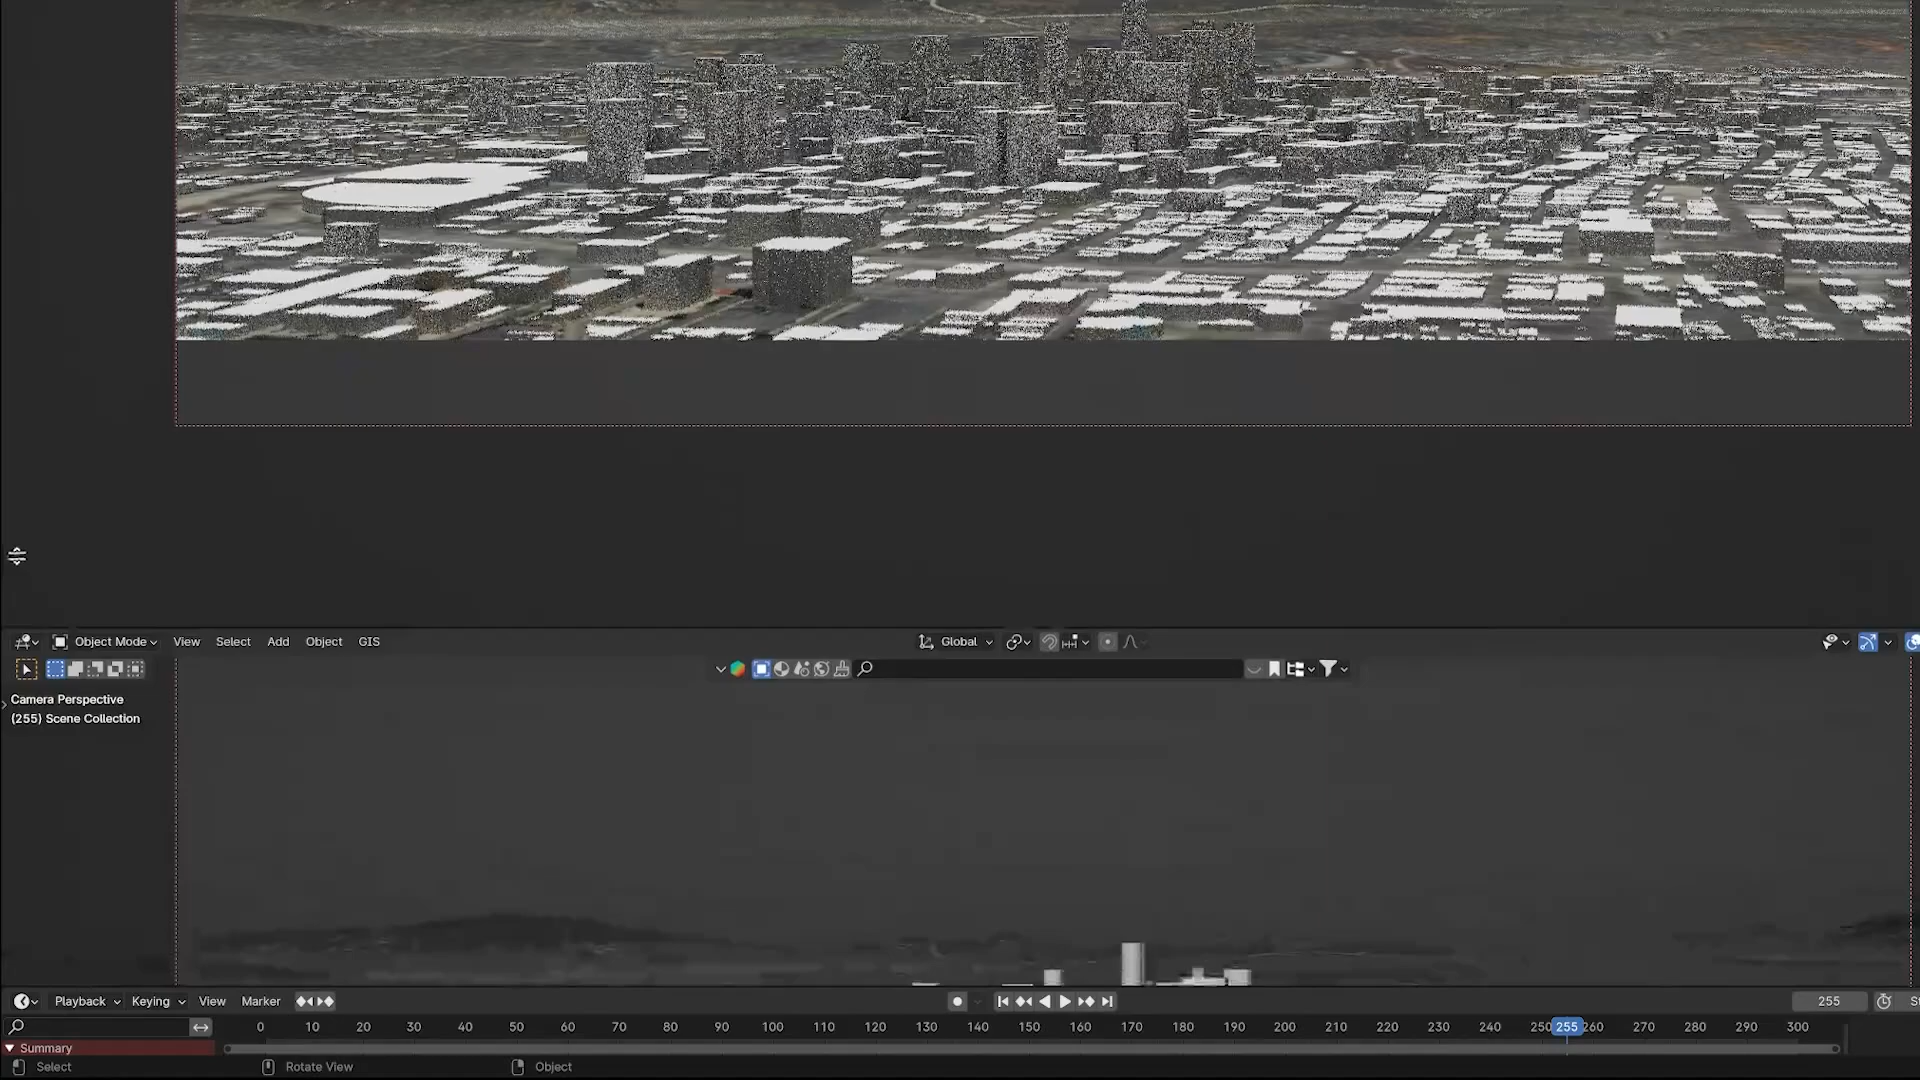 Object Mode View Select Add Object GIS Global
Camera Perspective
(255) Scene Collection
Playback Keying View Marker 255
0 10 20 30 40 50 60 70 80 90 100 110 120 130 140 150 160 170 180 190 200 210 220 230 240 250 255 260 270 280 290 300
Summary
Select Rotate View Object